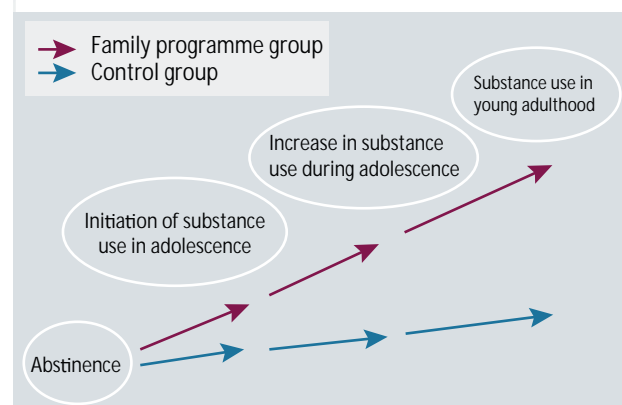 Family programme group
Control group
Substance use in
young adulthood
Increase in substance
use during adolescence
Initiation of substance
use in adolescence
Abstinence